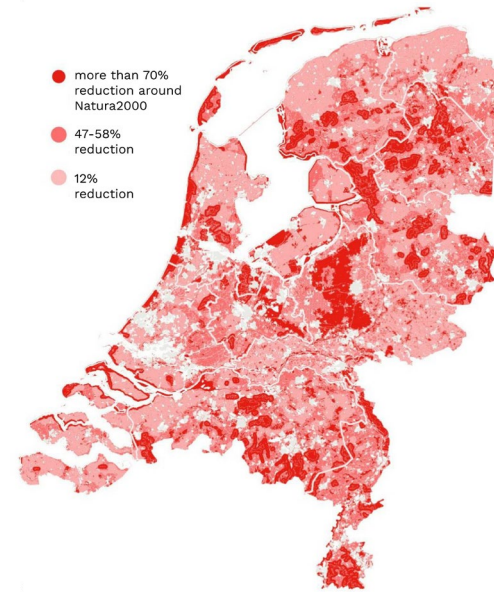 more than 70%
reduction around
Natura2000
47-58%
reduction
12%
reduction